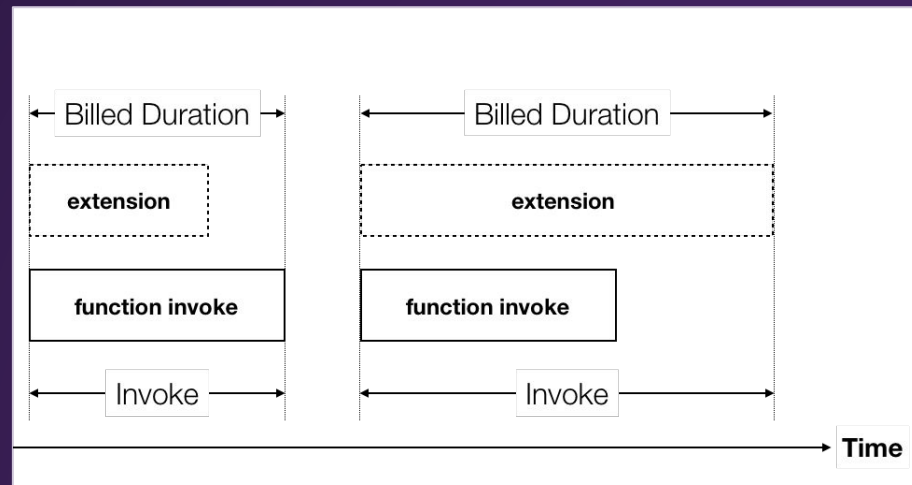 Billed Duration
Billed Duration
extension
extension
function invoke
function invoke
Invoke
Invoke
Time